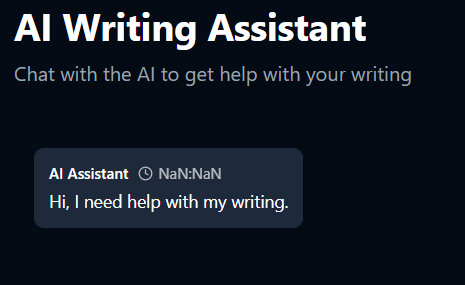 AI Writing Assistant
Chat with the AI to get help with your writing
AI Assistant NaN:NaN
Hi, I need help with my writing.